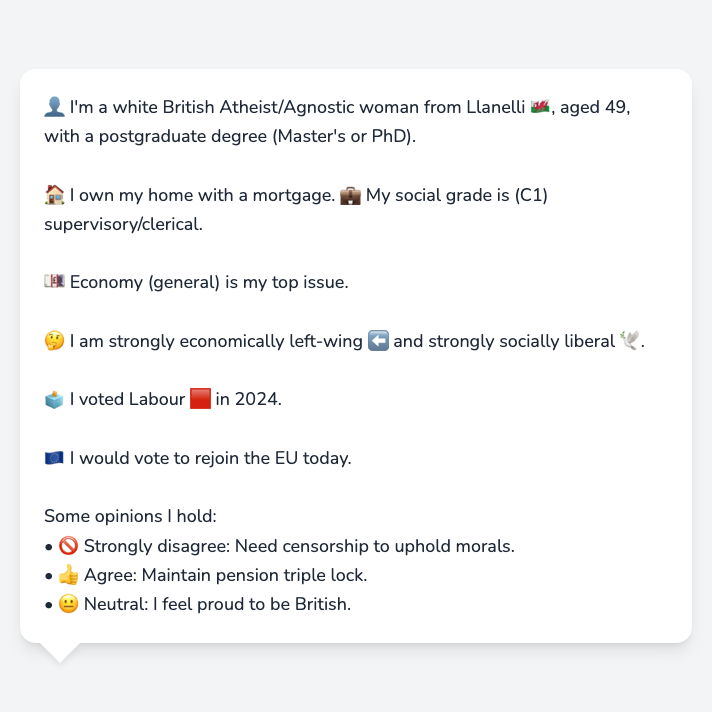 👤 I'm a white British Atheist/Agnostic woman from Llanelli 🏴󠁧󠁢󠁷󠁬󠁳󠁿, aged 49,
with a postgraduate degree (Master's or PhD).
🏠 I own my home with a mortgage. 💼 My social grade is (C1)
supervisory/clerical.
💷 Economy (general) is my top issue.
🤔 I am strongly economically left-wing ⬅️ and strongly socially liberal 🕊️.
🗳️ I voted Labour 🟥 in 2024.
🇪🇺 I would vote to rejoin the EU today.
Some opinions I hold:
• 🚫 Strongly disagree: Need censorship to uphold morals.
• 👍 Agree: Maintain pension triple lock.
• 😐 Neutral: I feel proud to be British.